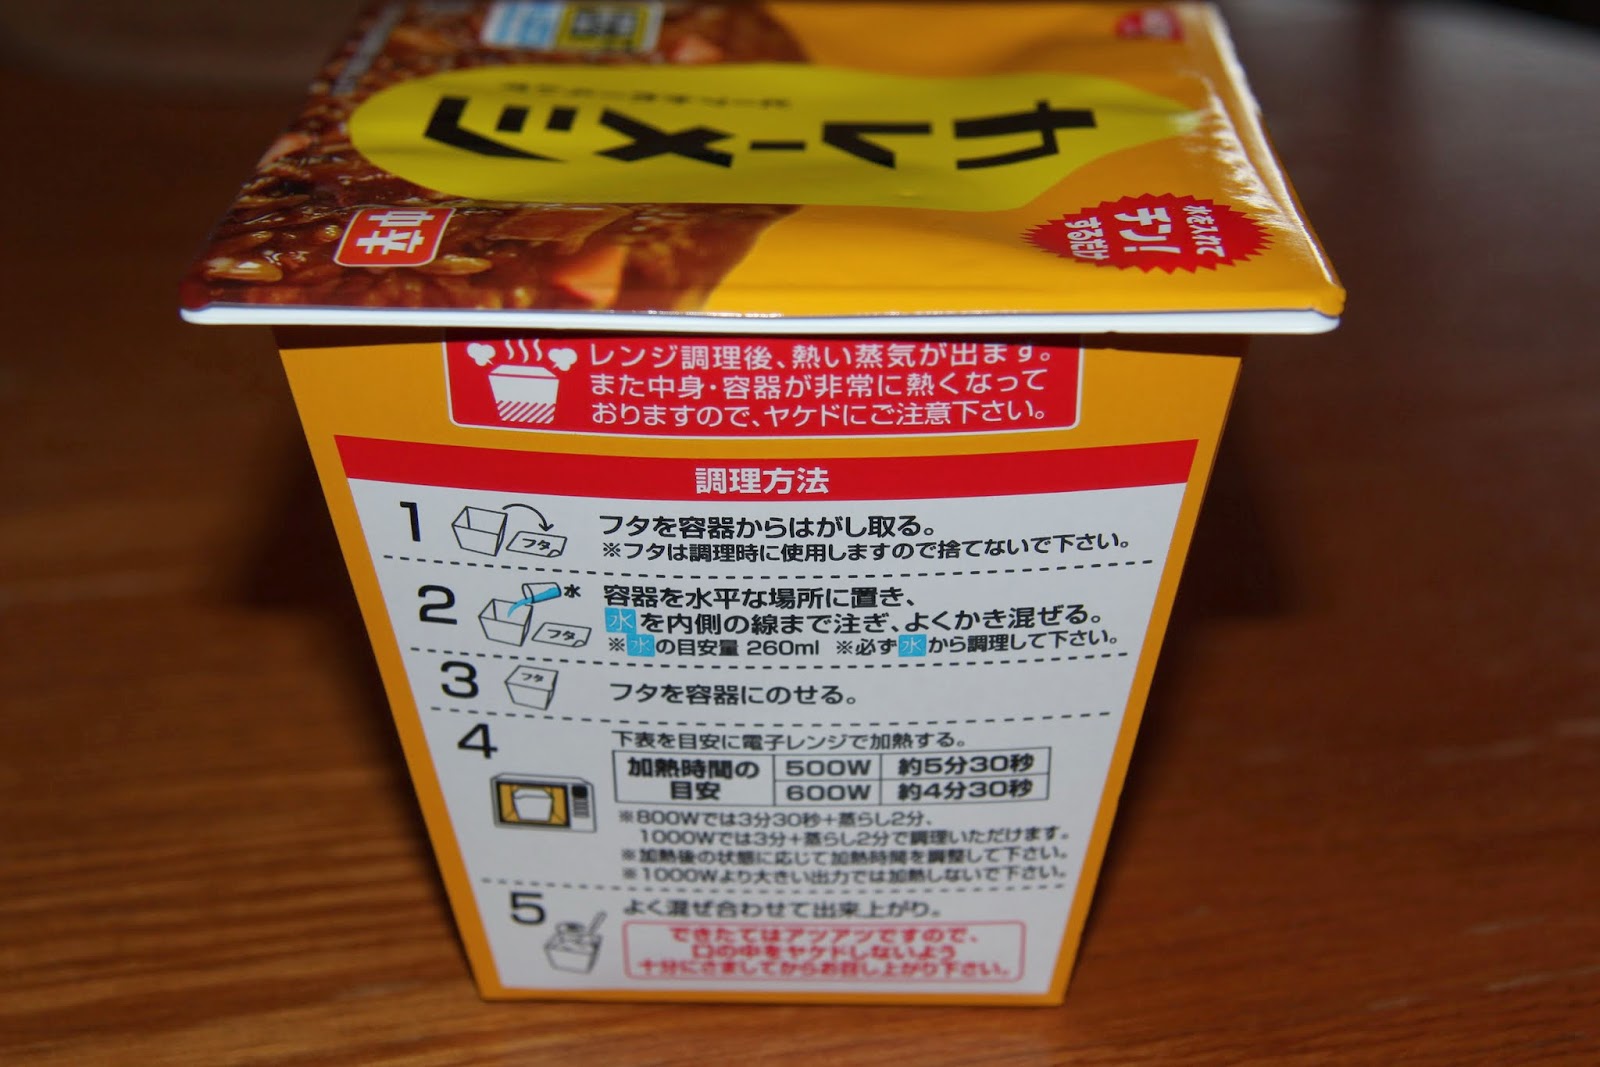 カレーメシ
中辛
水を入れて
チン!
するだけ
レンジ調理後、熱い蒸気が出ます。
また中身・容器が非常に熱くなって
おりますので、ヤケドにご注意下さい。
調理方法
1
フタ
フタを容器からはがし取る。
※フタは調理時に使用しますので捨てないで下さい。
2
水
フタ
容器を水平な場所に置き、
水を内側の線まで注ぎ、よくかき混ぜる。
※水の目安量 260ml ※必ず水から調理して下さい。
3
フタ
フタを容器にのせる。
4
下表を目安に電子レンジで加熱する。
加熱時間の目安
500W 約5分30秒
600W 約4分30秒
※800Wでは3分30秒+蒸らし2分、
1000Wでは3分+蒸らし2分で調理いただけます。
※加熱後の状態に応じて加熱時間を調整して下さい。
※1000Wより大きい出力では加熱しないで下さい。
5
よく混ぜ合わせて出来上がり。
できたてはアツアツですので、
口の中をヤケドしないよう
十分にさましてからお召し上がり下さい。